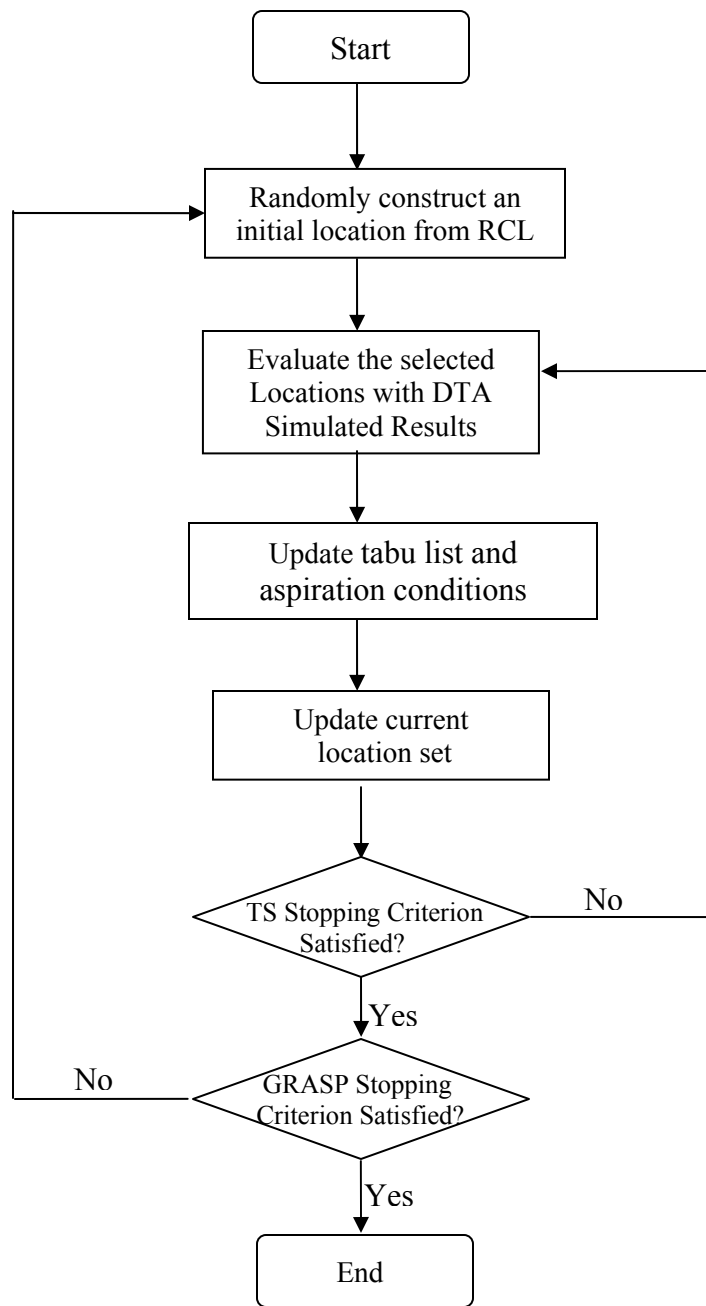 Start
Randomly construct an
initial location from RCL
Evaluate the selected
Locations with DTA
Simulated Results
Update tabu list and
aspiration conditions
Update current
location set
TS Stopping Criterion
Satisfied?
No
Yes
GRASP Stopping
Criterion Satisfied?
No
Yes
End